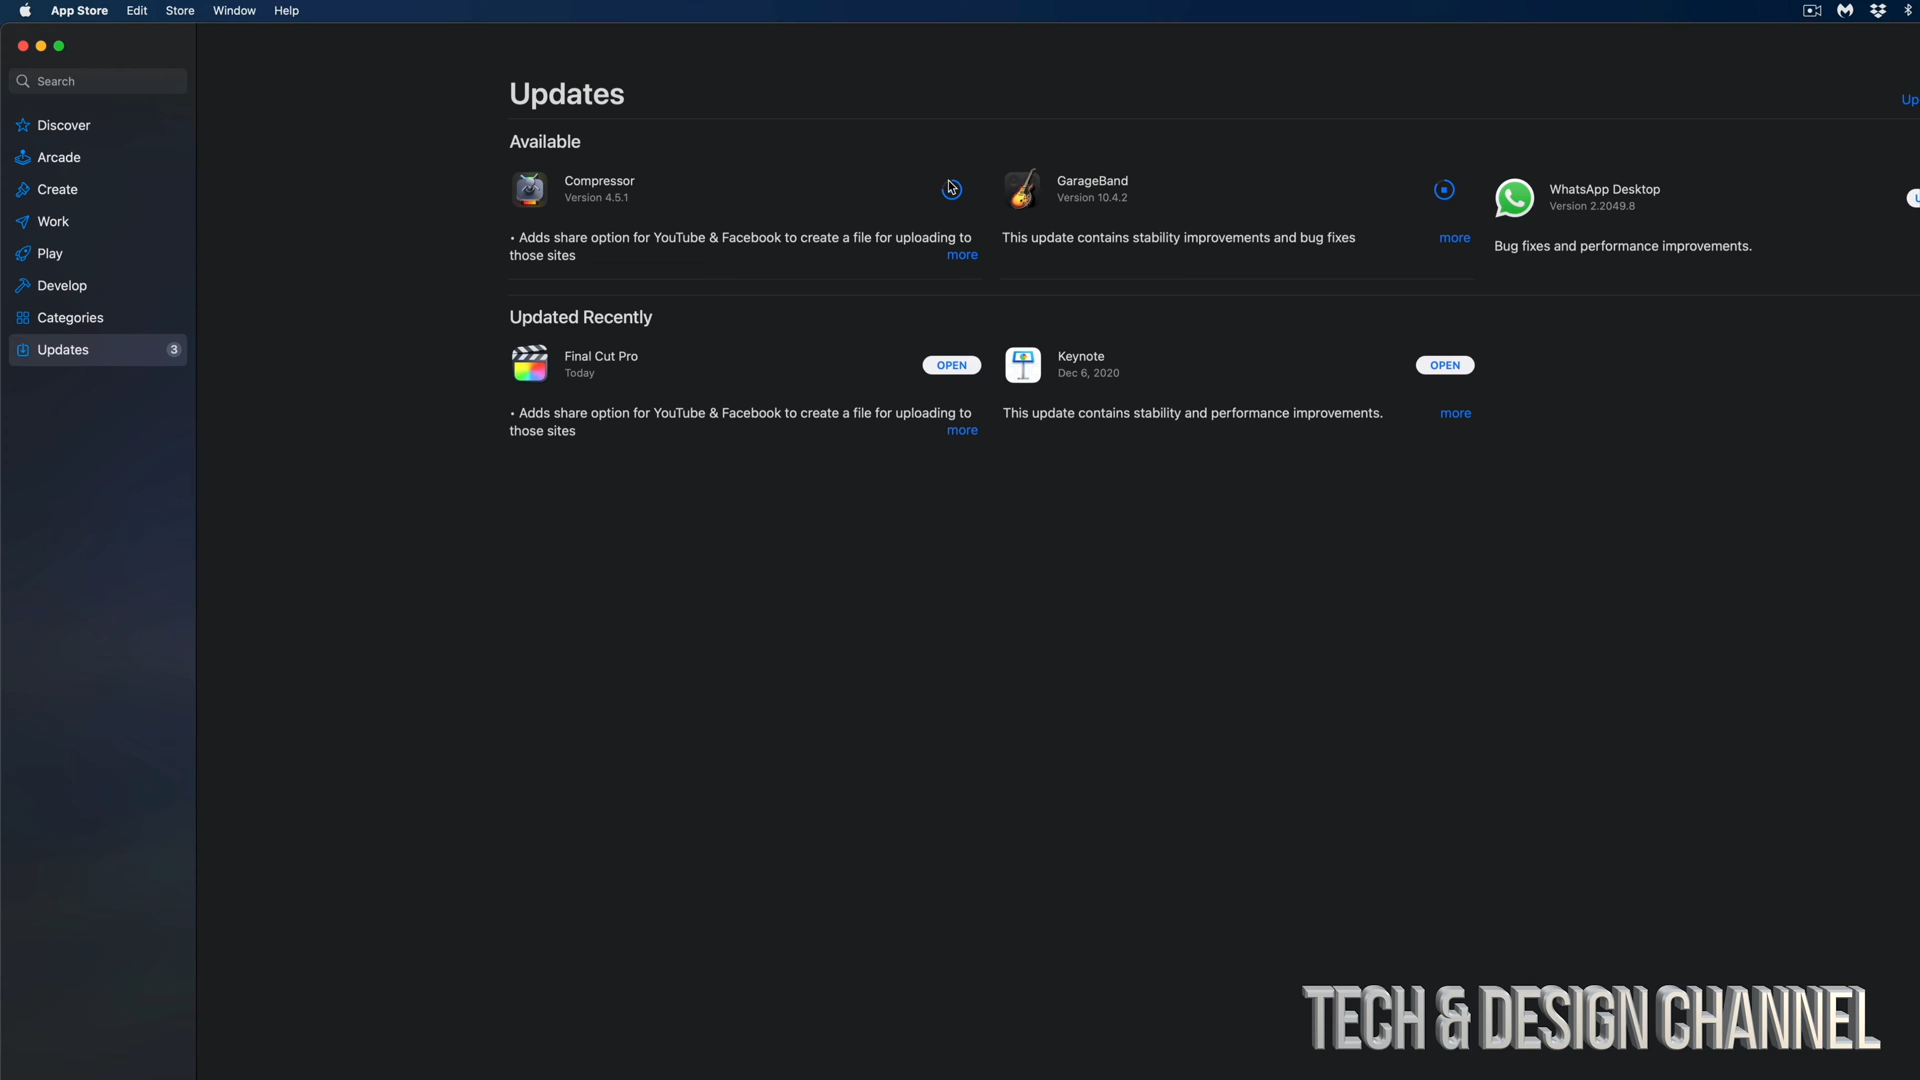 App Store Edit Store Window Help
Search
Discover
Arcade
Create
Work
Play
Develop
Categories
Updates 3
Updates
Up
Available
Compressor
Version 4.5.1
• Adds share option for YouTube & Facebook to create a file for uploading to
those sites more
GarageBand
Version 10.4.2
This update contains stability improvements and bug fixes more
WhatsApp Desktop
Version 2.2049.8
Bug fixes and performance improvements.
Updated Recently
Final Cut Pro
Today
OPEN
• Adds share option for YouTube & Facebook to create a file for uploading to
those sites more
Keynote
Dec 6, 2020
OPEN
This update contains stability and performance improvements. more
TECH & DESIGN CHANNEL